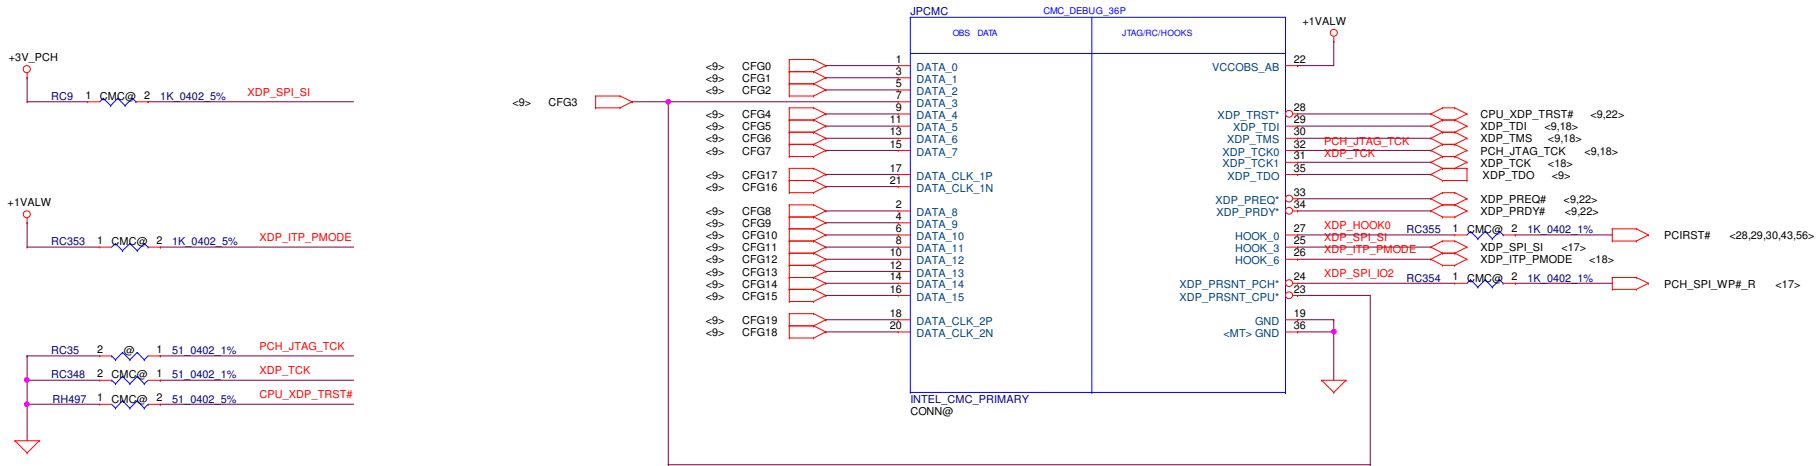 +3V_PCH
RC9 1 CMC@ 2 1K_0402_5% XDP_SPI_SI
+1VALW
RC353 1 CMC@ 2 1K_0402_5% XDP_ITP_PMODE
RC35 2 @ 1 51_0402_1% PCH_JTAG_TCK
RC348 2 CMC@ 1 51_0402_1% XDP_TCK
RH497 1 CMC@ 2 51_0402_5% CPU_XDP_TRST#
JPCMC CMC_DEBUG_36P
OBS DATA JTAG/RC/HOOKS
<9> CFG0 1 DATA_0
<9> CFG1 3 DATA_1
<9> CFG2 5 DATA_2
<9> CFG3 7 DATA_3
<9> CFG4 9 DATA_4
<9> CFG5 11 DATA_5
<9> CFG6 13 DATA_6
<9> CFG7 15 DATA_7
<9> CFG17 17 DATA_CLK_1P
<9> CFG16 21 DATA_CLK_1N
<9> CFG8 2 DATA_8
<9> CFG9 4 DATA_9
<9> CFG10 6 DATA_10
<9> CFG11 8 DATA_11
<9> CFG12 10 DATA_12
<9> CFG13 12 DATA_13
<9> CFG14 14 DATA_14
<9> CFG15 16 DATA_15
<9> CFG19 18 DATA_CLK_2P
<9> CFG18 20 DATA_CLK_2N
+1VALW
VCCOBS_AB 22
XDP_TRST* 28 CPU_XDP_TRST# <9,22>
XDP_TDI 29 XDP_TDI <9,18>
XDP_TMS 30 XDP_TMS <9,18>
XDP_TCK0 32 PCH_JTAG_TCK PCH_JTAG_TCK <9,18>
XDP_TCK1 31 XDP_TCK XDP_TCK <18>
XDP_TDO 35 XDP_TDO <9>
XDP_PREQ* 33 XDP_PREQ# <9,22>
XDP_PRDY* 34 XDP_PRDY# <9,22>
HOOK_0 27 XDP_HOOK0 RC355 1 CMC@ 2 1K_0402_1% PCIRST# <28,29,30,43,56>
HOOK_3 25 XDP_SPI_SI XDP_SPI_SI <17>
HOOK_6 26 XDP_ITP_PMODE XDP_ITP_PMODE <18>
XDP_PRSNT_PCH* 24 XDP_SPI_IO2 RC354 1 CMC@ 2 1K_0402_1% PCH_SPI_WP#_R <17>
XDP_PRSNT_CPU* 23
GND 19
<MT> GND 36
INTEL_CMC_PRIMARY
CONN@